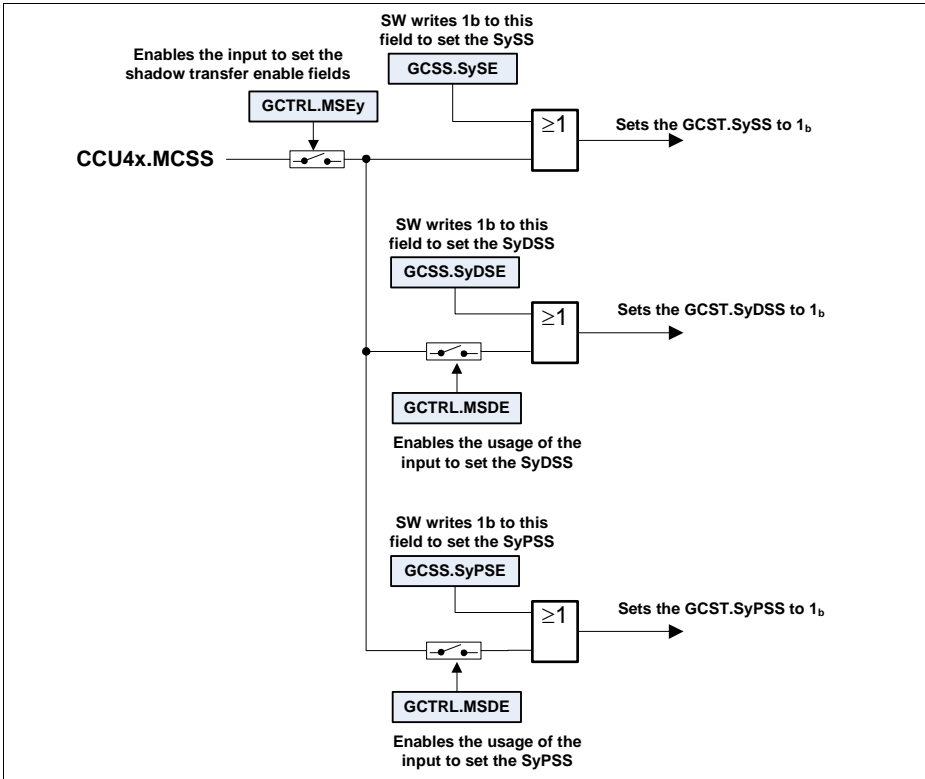 SW writes 1b to this
field to set the SySS
Enables the input to set the
shadow transfer enable fields
GCSS.SySE
GCTRL.MSEy
≥1
Sets the GCST.SySS to 1b
CCU4x.MCSS
SW writes 1b to this
field to set the SyDSS
GCSS.SyDSE
≥1
Sets the GCST.SyDSS to 1b
GCTRL.MSDE
Enables the usage of the
input to set the SyDSS
SW writes 1b to this
field to set the SyPSS
GCSS.SyPSE
≥1
Sets the GCST.SyPSS to 1b
GCTRL.MSDE
Enables the usage of the
input to set the SyPSS